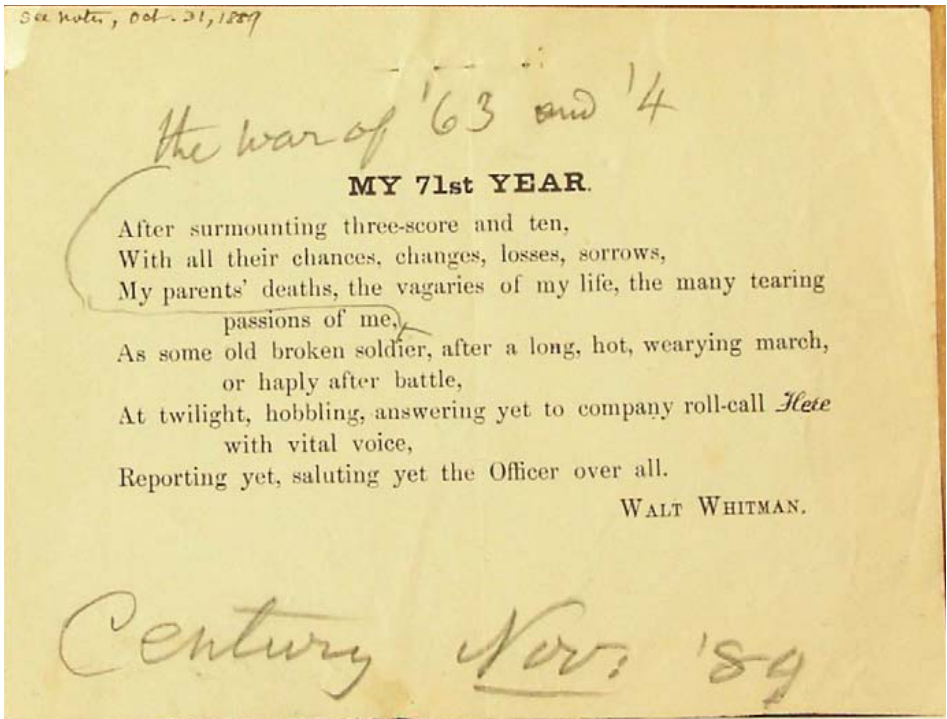 see notes, Oct. 31, 1889
the war of '63 and '4
MY 71st YEAR.
After surmounting three-score and ten,
With all their chances, changes, losses, sorrows,
My parents' deaths, the vagaries of my life, the many tearing
passions of me,
As some old broken soldier, after a long, hot, wearying march,
or haply after battle,
At twilight, hobbling, answering yet to company roll-call Here
with vital voice,
Reporting yet, saluting yet the Officer over all.
WALT WHITMAN.
Century Nov. '89